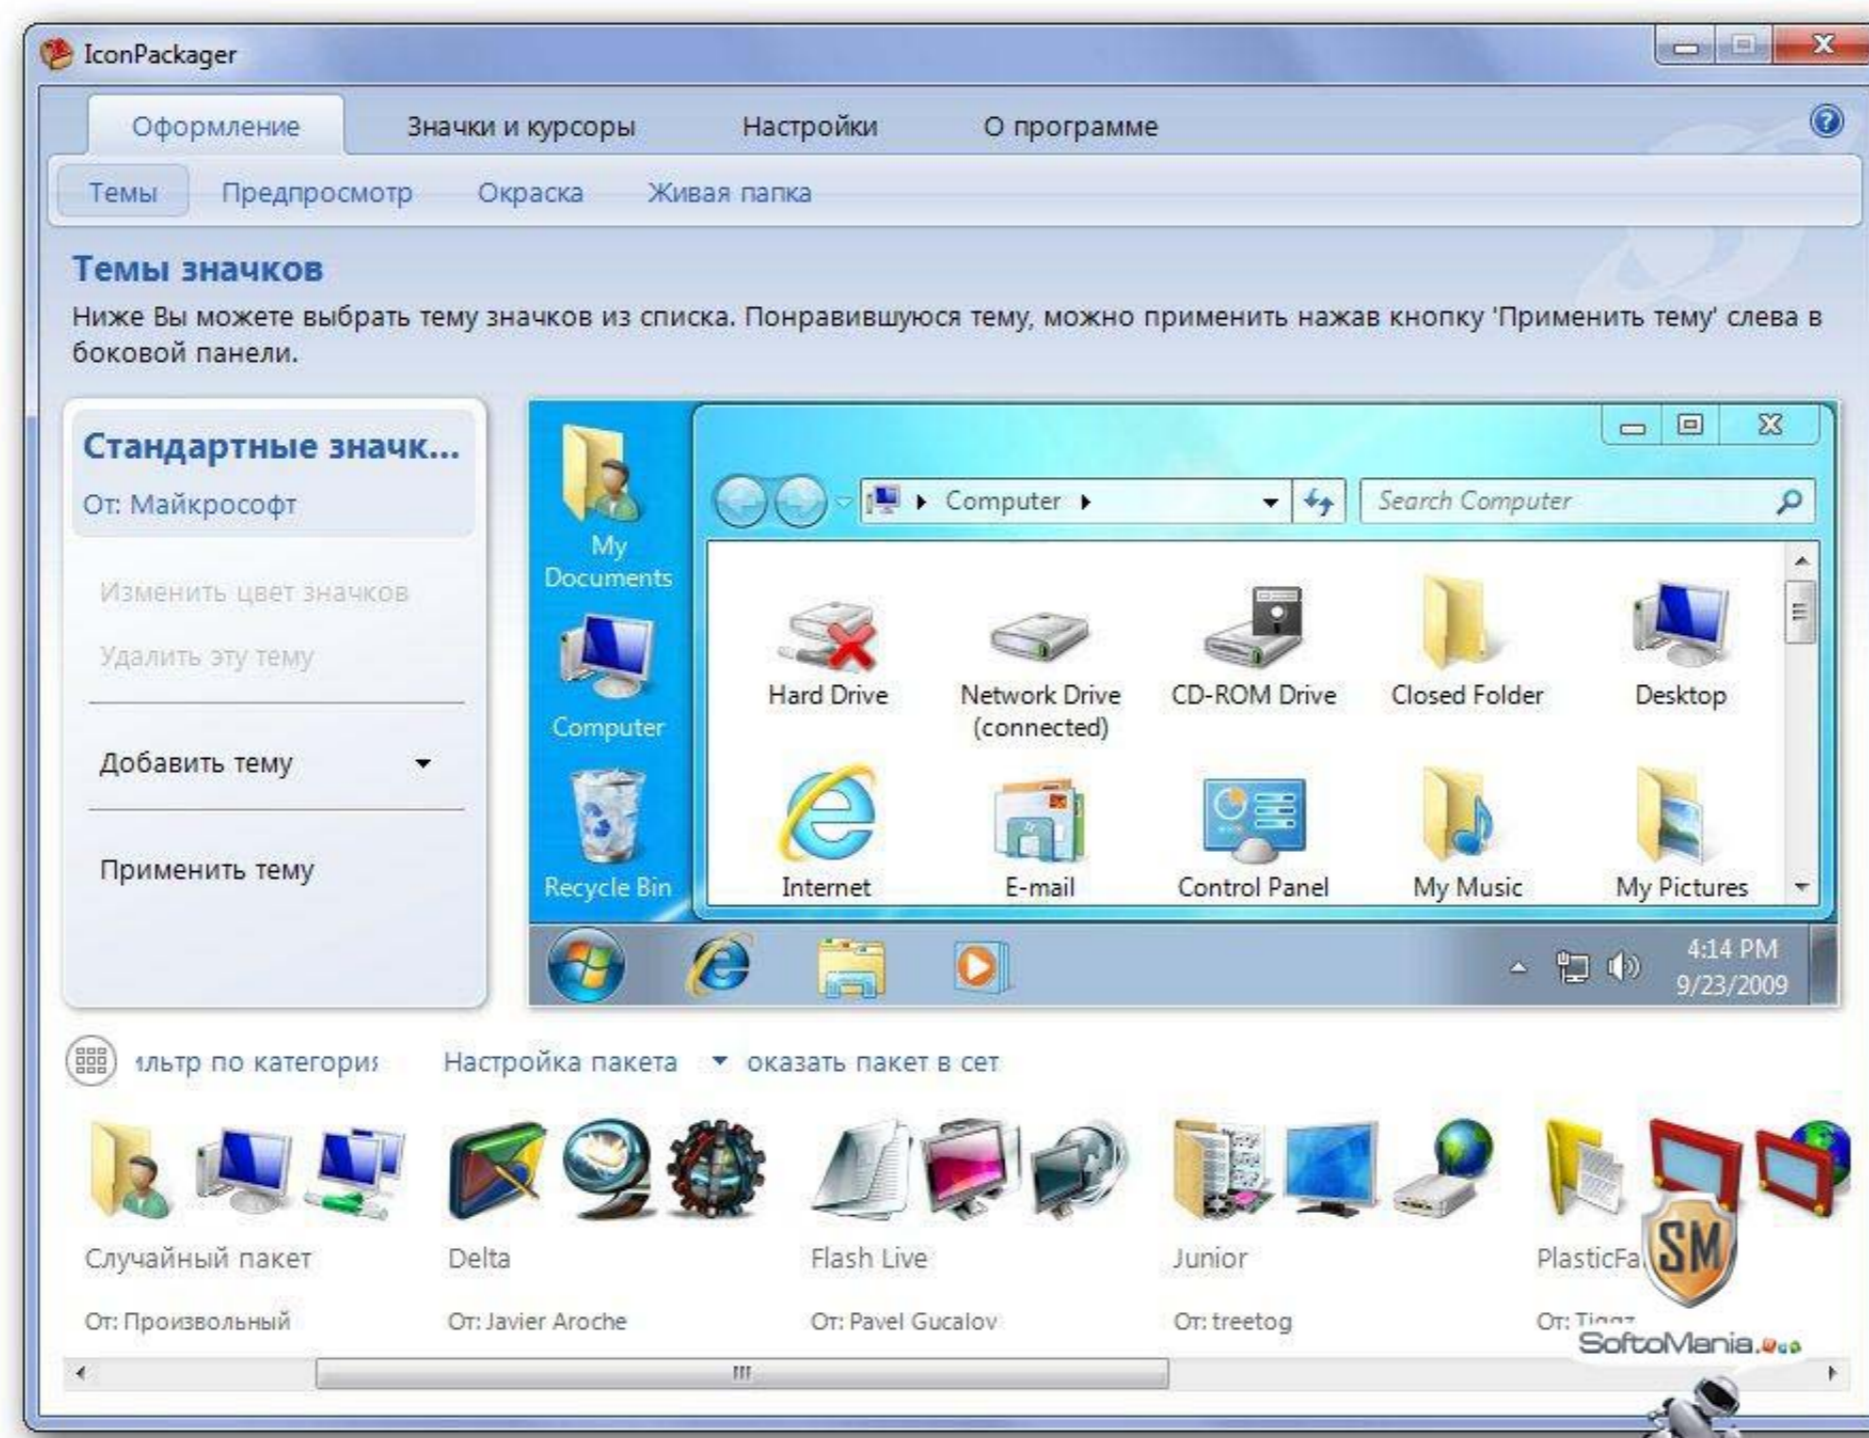 IconPackager
Оформление Значки и курсоры Настройки О программе
Темы Предпросмотр Окраска Живая папка
Темы значков
Ниже Вы можете выбрать тему значков из списка. Понравившуюся тему, можно применить нажав кнопку 'Применить тему' слева в
боковой панели.
Стандартные значк...
От: Майкрософт
Изменить цвет значков
Удалить эту тему
Добавить тему
Применить тему
My
Documents
Computer
Recycle Bin
Computer
Search Computer
Hard Drive
Network Drive
(connected)
CD-ROM Drive
Closed Folder
Desktop
Internet
E-mail
Control Panel
My Music
My Pictures
4:14 PM
9/23/2009
ильтр по категория
Настройка пакета
оказать пакет в сет
Случайный пакет
От: Произвольный
Delta
От: Javier Aroche
Flash Live
От: Pavel Gucalov
Junior
От: treetog
PlasticFa
От:
SM
SoftoMania